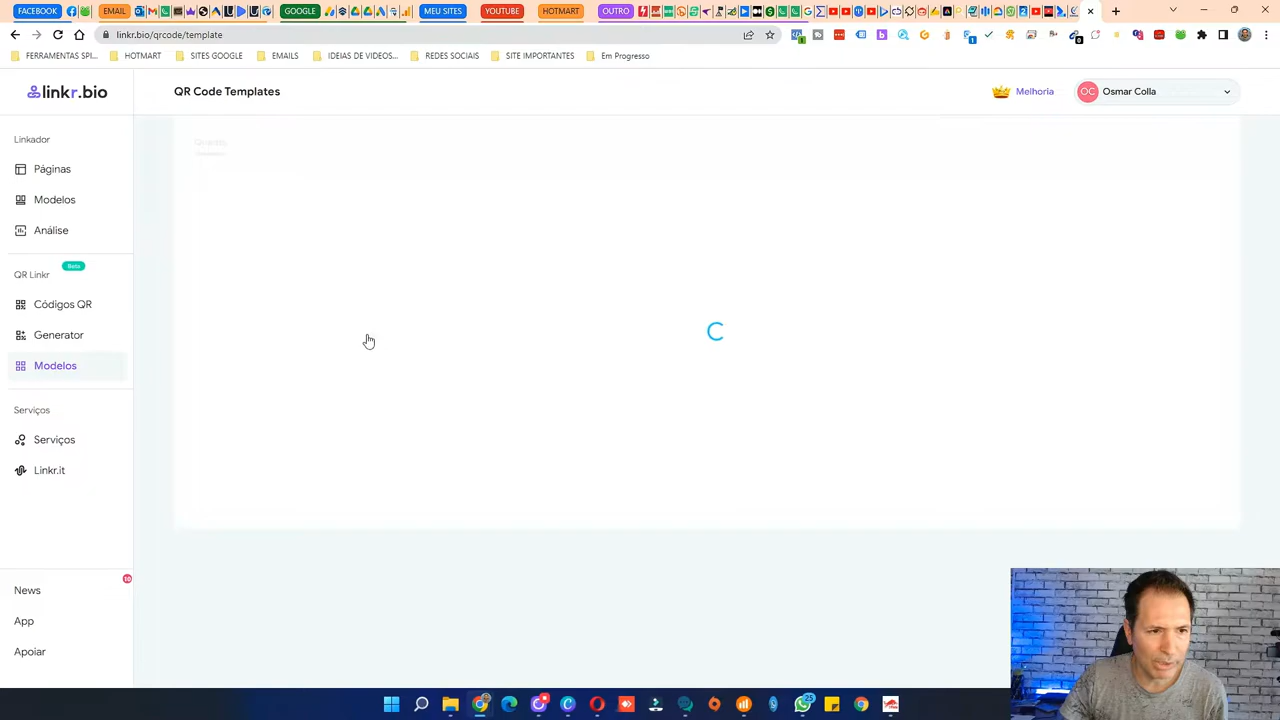 FACEBOOK
EMAIL
GOOGLE
MEU SITES
YOUTUBE
HOTMART
OUTRO
linkr.bio/qrcode/template
FERRAMENTAS SPI...
HOTMART
SITES GOOGLE
EMAILS
IDEIAS DE VIDEOS...
REDES SOCIAIS
SITE IMPORTANTES
Em Progresso
linkr.bio
QR Code Templates
Melhoria
OC
Osmar Colla
Linkador
Páginas
Modelos
Análise
Beta
QR Linkr
Códigos QR
Generator
Modelos
Serviços
Serviços
Linkr.it
10
News
App
Apoiar
25